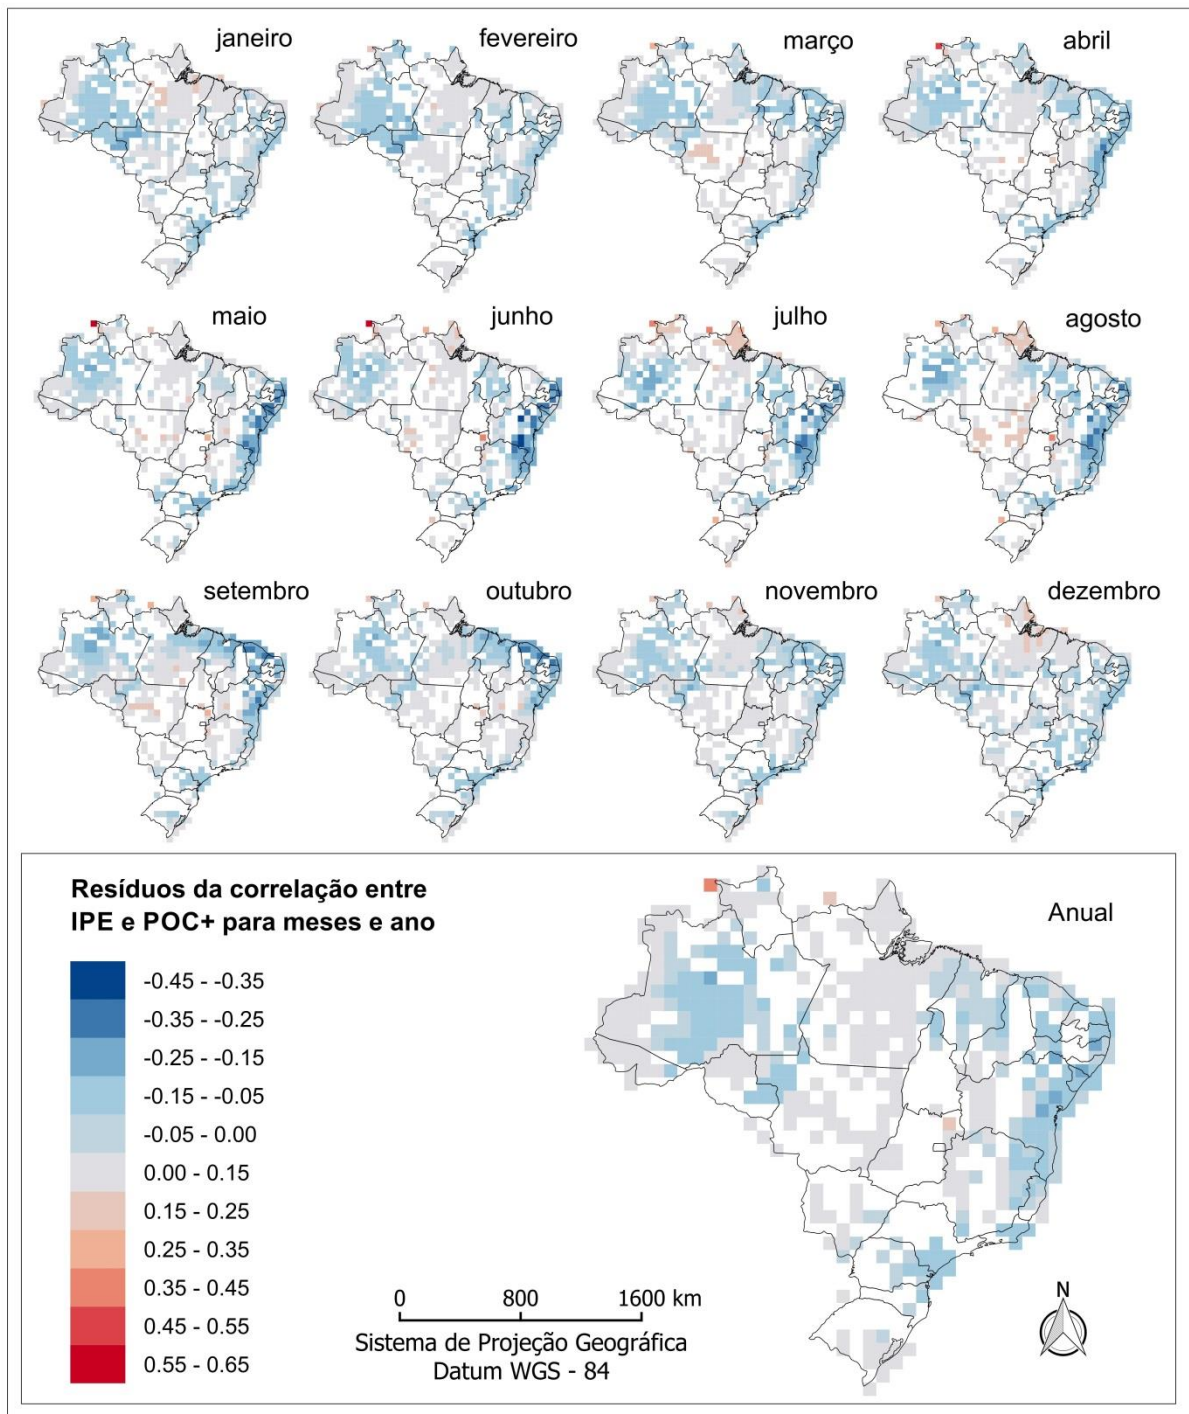 janeiro
fevereiro
março
abril
maio
junho
julho
agosto
setembro
outubro
novembro
dezembro
Resíduos da correlação entre
IPE e POC+ para meses e ano
Anual
-0.45 - -0.35
-0.35 - -0.25
-0.25 - -0.15
-0.15 - -0.05
-0.05 - 0.00
0.00 - 0.15
0.15 - 0.25
0.25 - 0.35
0.35 - 0.45
0.45 - 0.55
0.55 - 0.65
0 800 1600 km
Sistema de Projeção Geográfica
Datum WGS - 84
N